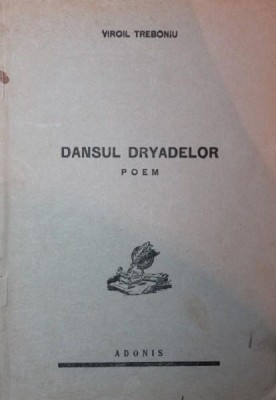 VIRGIL TREBONIU
DANSUL DRYADELOR
POEM
ADONIS